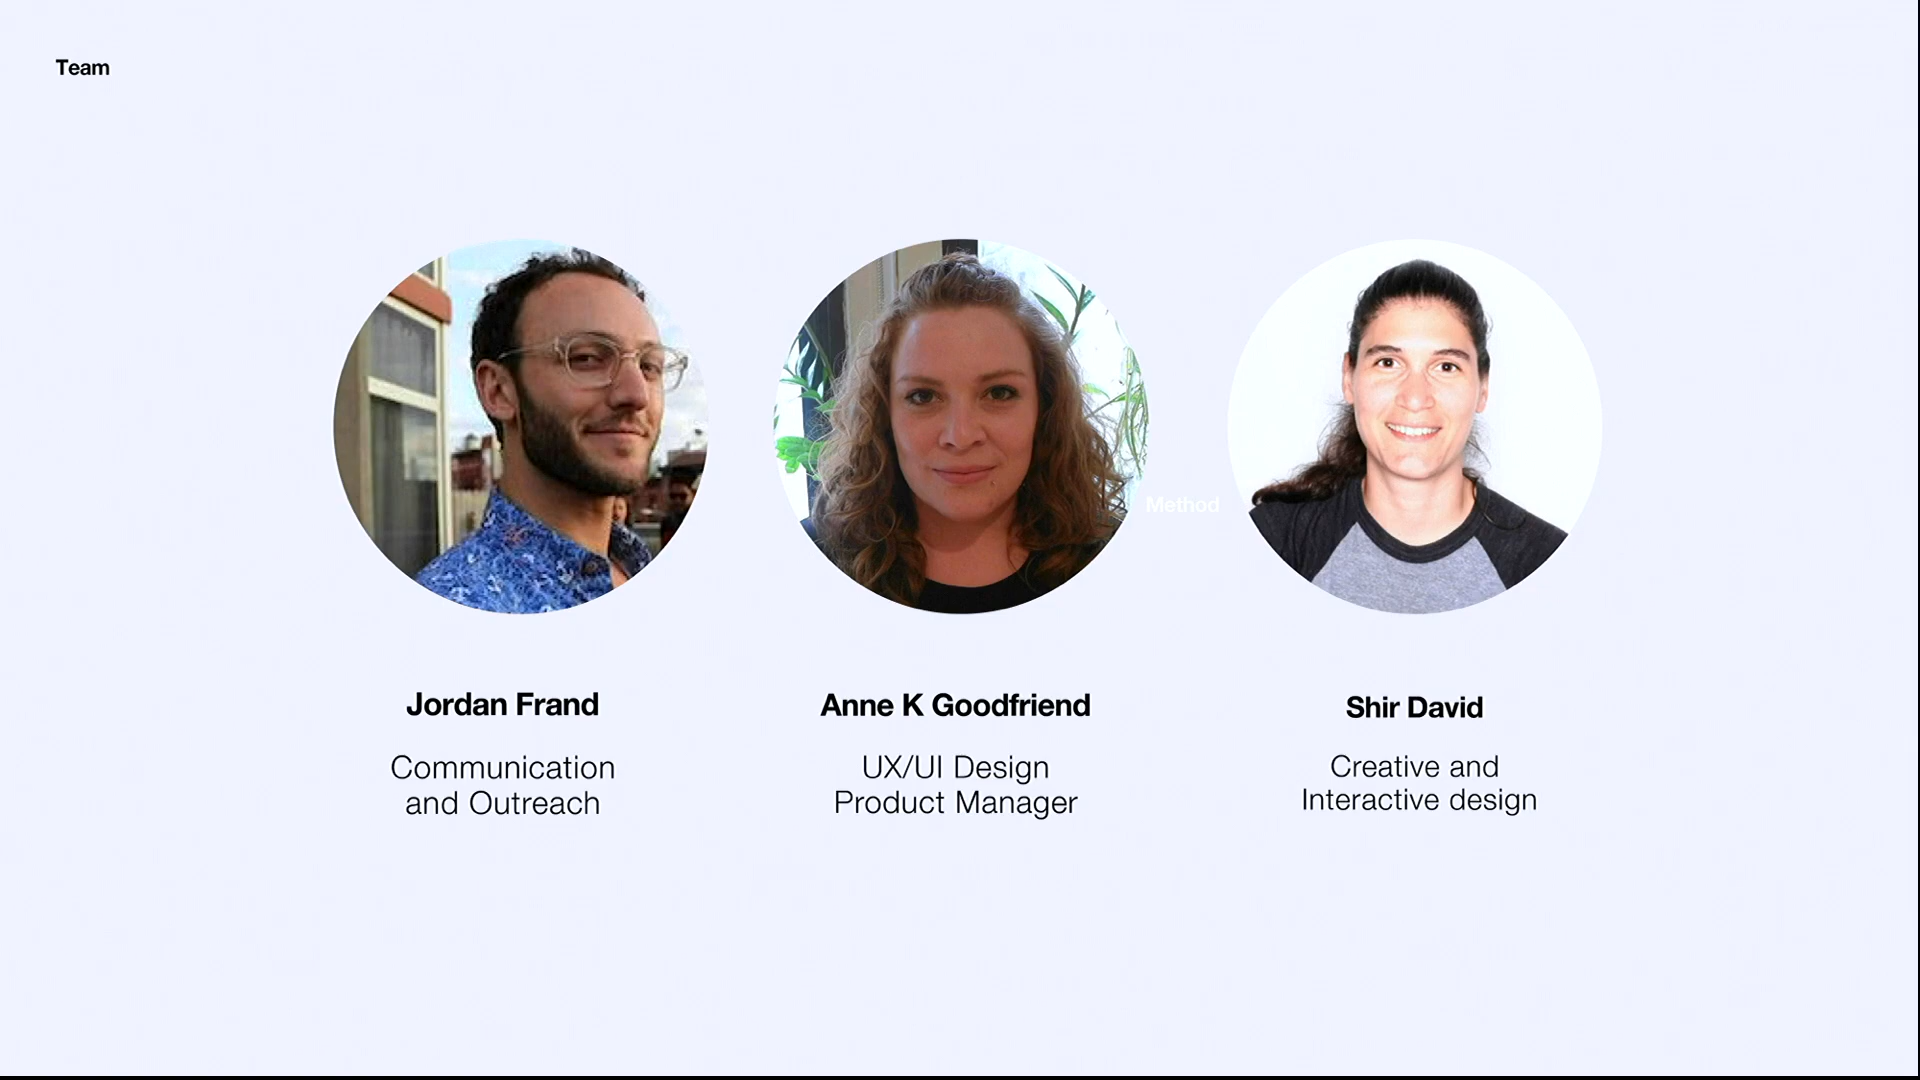 Team
Method
Jordan Frand
Anne K Goodfriend
Shir David
Communication
and Outreach
UX/UI Design
Product Manager
Creative and
Interactive design